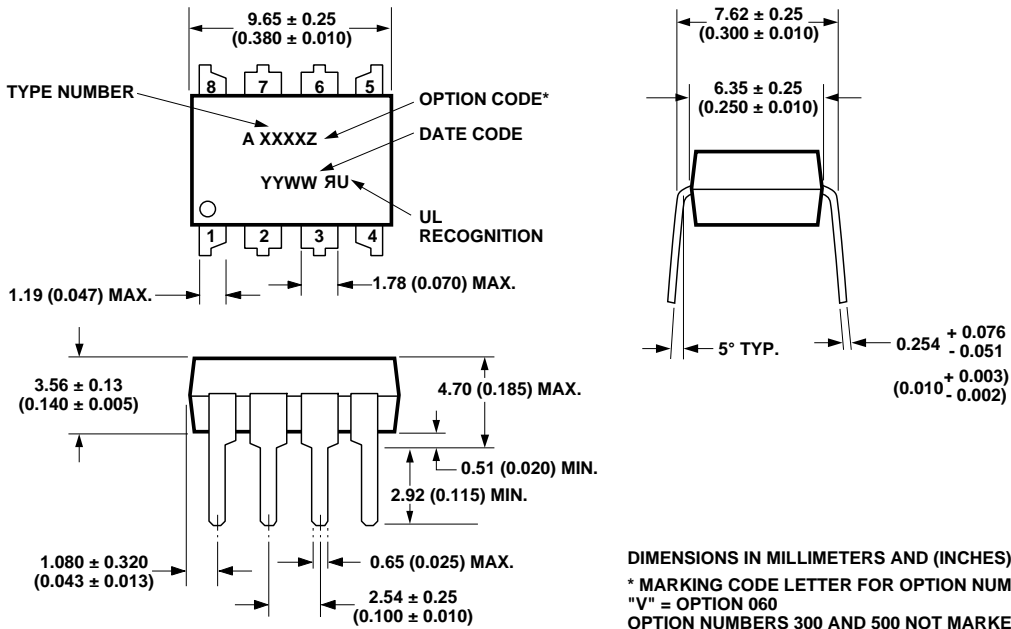 9.65 ± 0.25
(0.380 ± 0.010)
8 7 6 5
TYPE NUMBER
OPTION CODE*
A XXXXZ
DATE CODE
YYWW RU
UL
RECOGNITION
1 2 3 4
1.19 (0.047) MAX.
1.78 (0.070) MAX.
7.62 ± 0.25
(0.300 ± 0.010)
6.35 ± 0.25
(0.250 ± 0.010)
5° TYP.
0.254 + 0.076
- 0.051
(0.010 + 0.003)
- 0.002)
3.56 ± 0.13
(0.140 ± 0.005)
4.70 (0.185) MAX.
0.51 (0.020) MIN.
2.92 (0.115) MIN.
1.080 ± 0.320
(0.043 ± 0.013)
0.65 (0.025) MAX.
2.54 ± 0.25
(0.100 ± 0.010)
DIMENSIONS IN MILLIMETERS AND (INCHES)
* MARKING CODE LETTER FOR OPTION NUM
"V" = OPTION 060
OPTION NUMBERS 300 AND 500 NOT MARKE